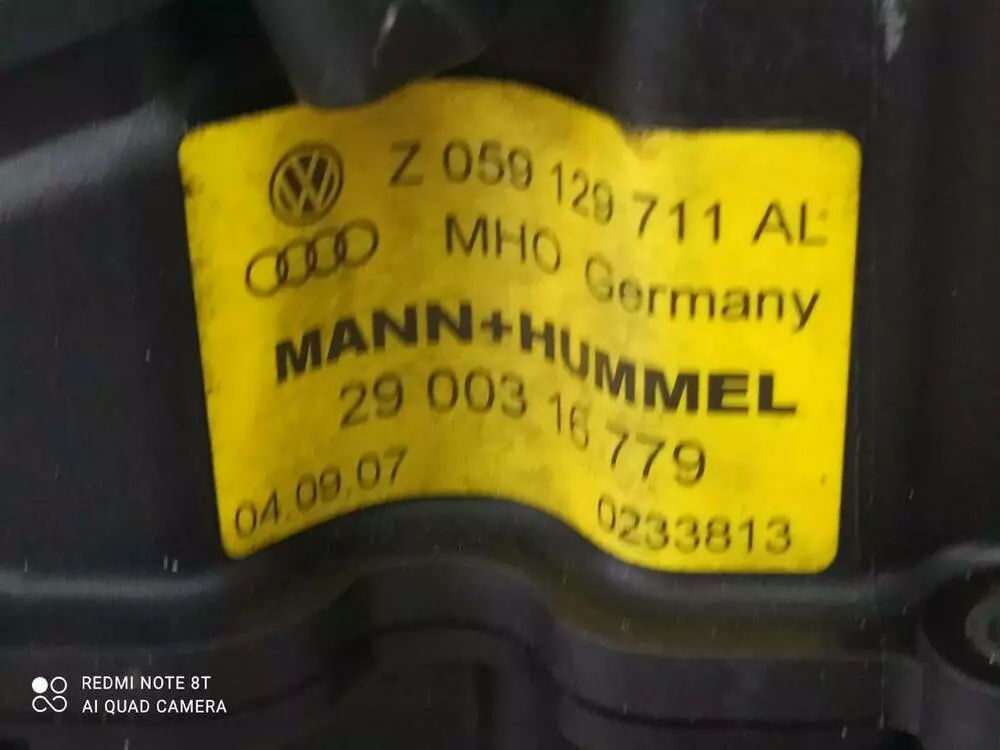 Z 059 129 711 AL
MHO Germany
MANN+HUMMEL
29 003 16 779
04.09.07 0233813
REDMI NOTE 8T
AI QUAD CAMERA